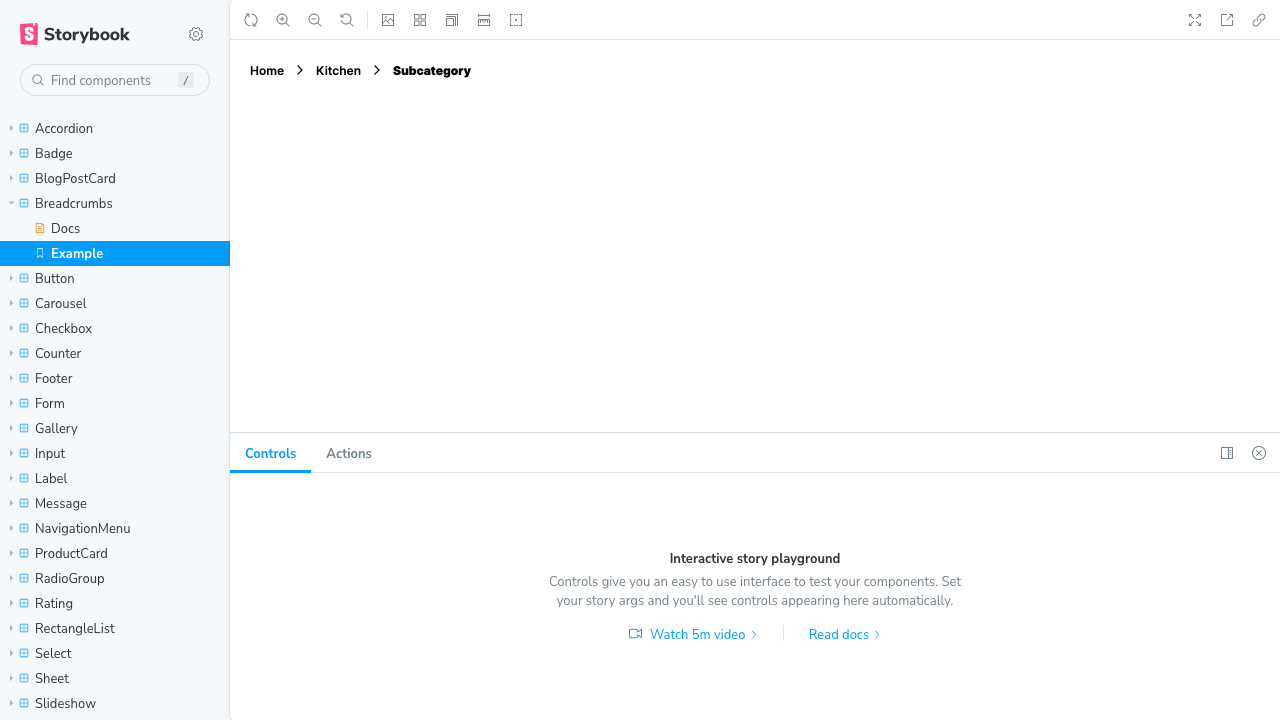 Storybook
Find components /
Accordion
Badge
BlogPostCard
Breadcrumbs
Docs
Example
Button
Carousel
Checkbox
Counter
Footer
Form
Gallery
Input
Label
Message
NavigationMenu
ProductCard
RadioGroup
Rating
RectangleList
Select
Sheet
Slideshow
Home Kitchen Subcategory
Controls Actions
Interactive story playground
Controls give you an easy to use interface to test your components. Set
your story args and you'll see controls appearing here automatically.
Watch 5m video Read docs